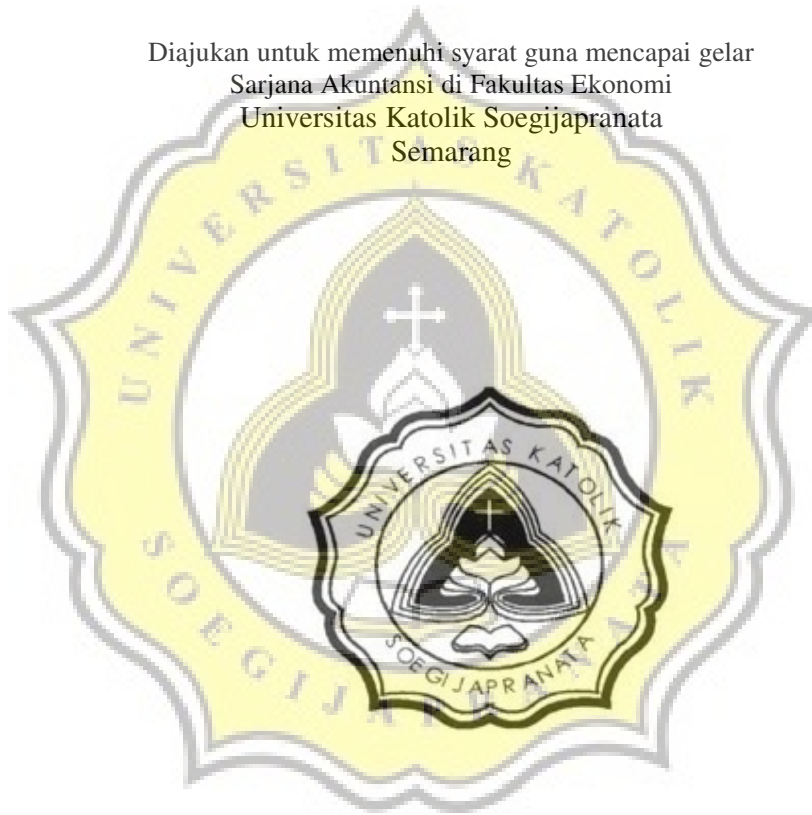 Diajukan untuk memenuhi syarat guna mencapai gelar
Sarjana Akuntansi di Fakultas Ekonomi
Universitas Katolik Soegijapranata
Semarang
UNIVERSITAS KATOLIK
SOEGIJAPRANATA
UNIVERSITAS KATOLIK
SOEGIJAPRANATA